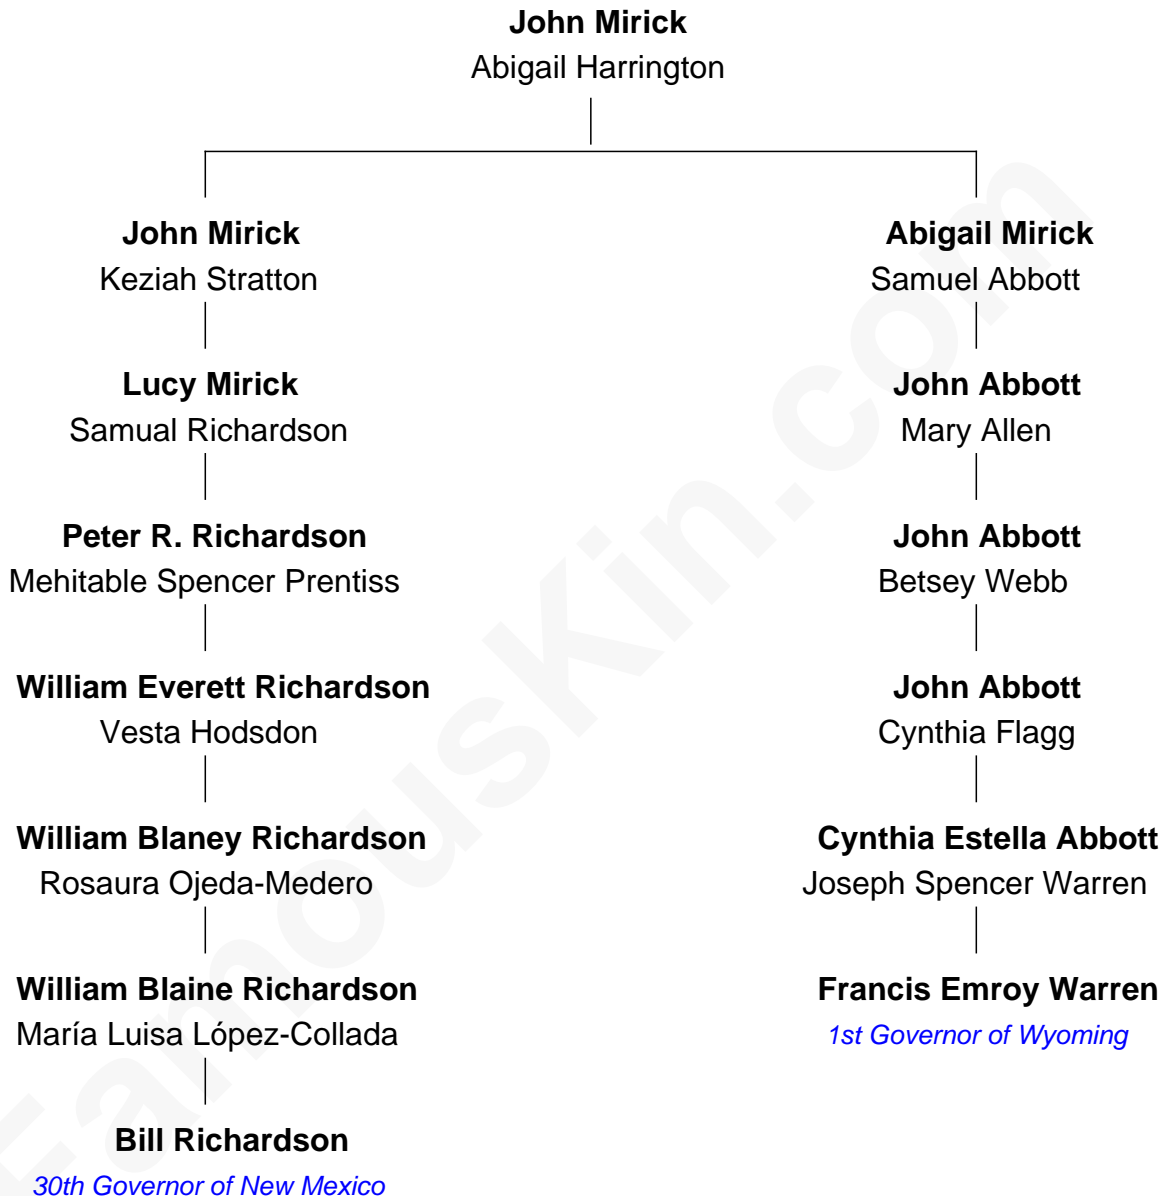 John Mirick
Abigail Harrington
John Mirick
Keziah Stratton
Abigail Mirick
Samuel Abbott
Lucy Mirick
Samual Richardson
John Abbott
Mary Allen
Peter R. Richardson
Mehitable Spencer Prentiss
John Abbott
Betsey Webb
William Everett Richardson
Vesta Hodsdon
John Abbott
Cynthia Flagg
William Blaney Richardson
Rosaura Ojeda-Medero
Cynthia Estella Abbott
Joseph Spencer Warren
William Blaine Richardson
María Luisa López-Collada
Francis Emroy Warren
1st Governor of Wyoming
Bill Richardson
30th Governor of New Mexico
FamousKin.com